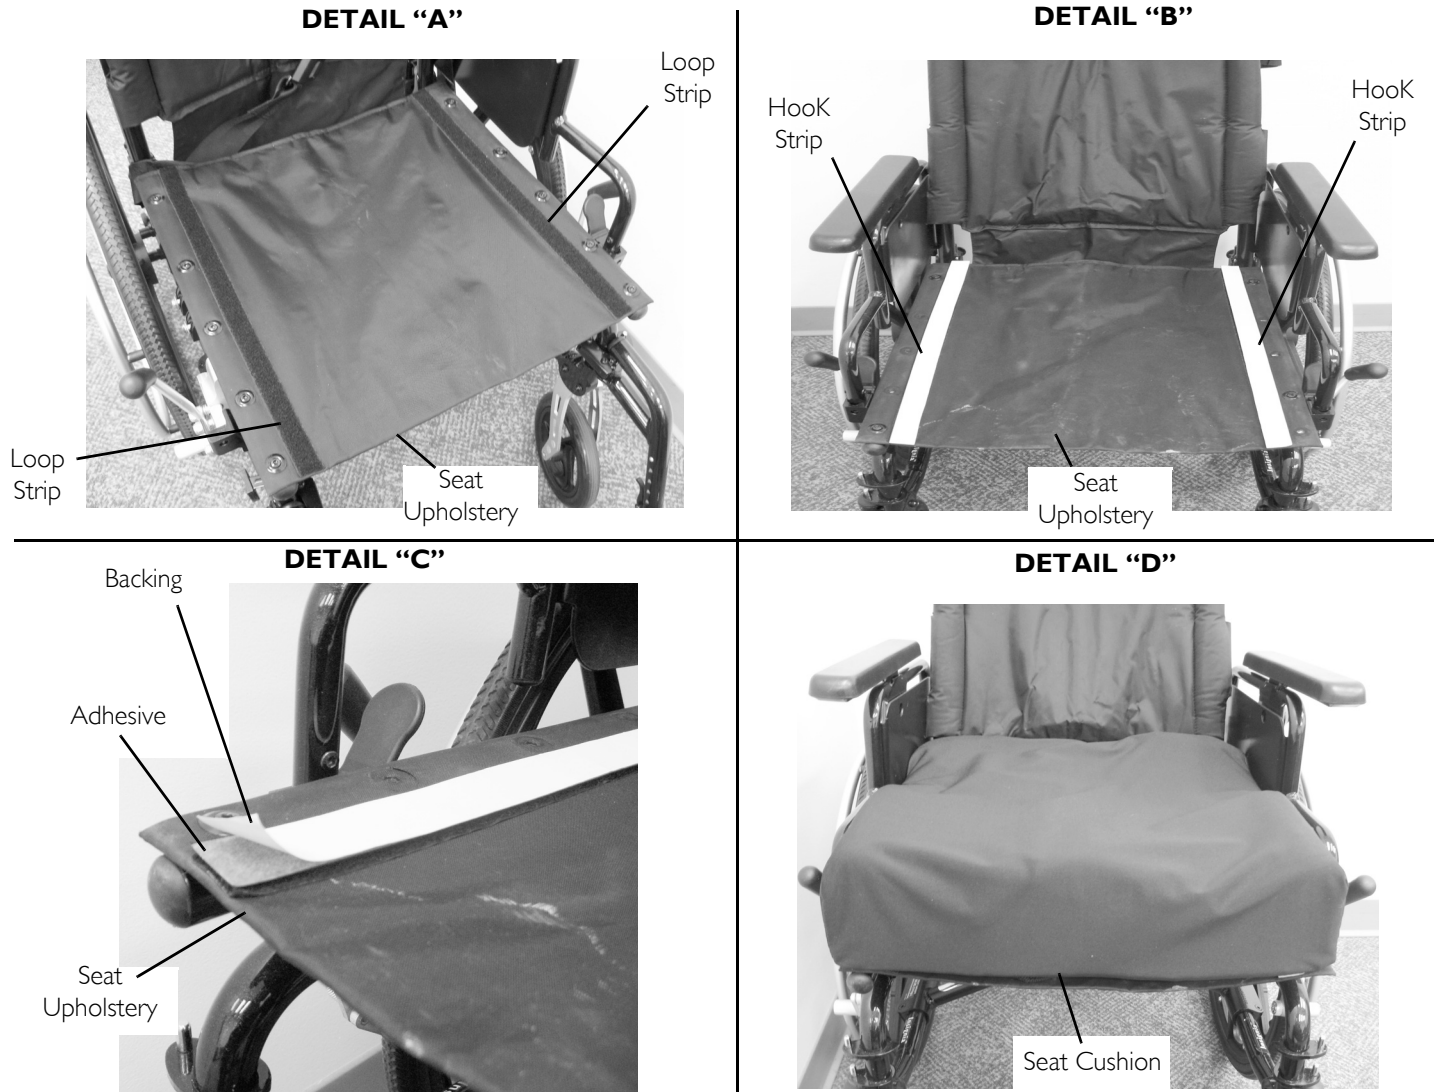 DETAIL “A”
Loop
Strip
Loop
Strip
Seat
Upholstery
DETAIL “B”
HooK
Strip
HooK
Strip
Seat
Upholstery
DETAIL “C”
Backing
Adhesive
Seat
Upholstery
DETAIL “D”
Seat Cushion